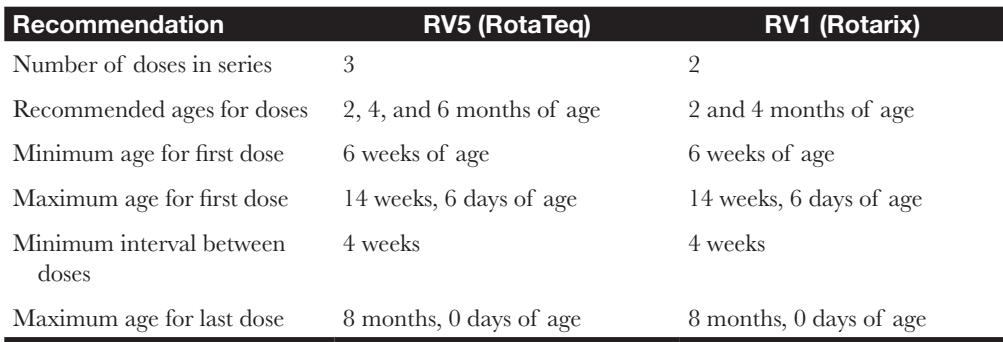 Recommendation RV5 (RotaTeq) RV1 (Rotarix)
Number of doses in series 3 2
Recommended ages for doses 2, 4, and 6 months of age 2 and 4 months of age
Minimum age for first dose 6 weeks of age 6 weeks of age
Maximum age for first dose 14 weeks, 6 days of age 14 weeks, 6 days of age
Minimum interval between 4 weeks 4 weeks
doses
Maximum age for last dose 8 months, 0 days of age 8 months, 0 days of age